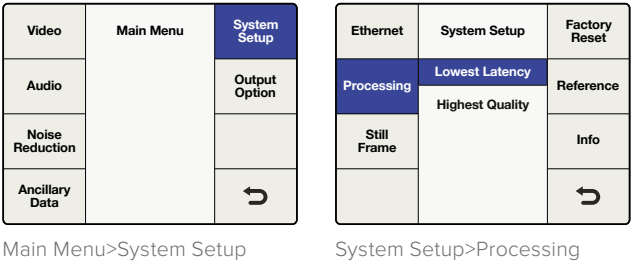 Video
Main Menu
System
Setup
Audio
Output
Option
Noise
Reduction
Ancillary
Data
Main Menu>System Setup
Ethernet
System Setup
Factory
Reset
Processing
Lowest Latency
Highest Quality
Reference
Still
Frame
Info
System Setup>Processing